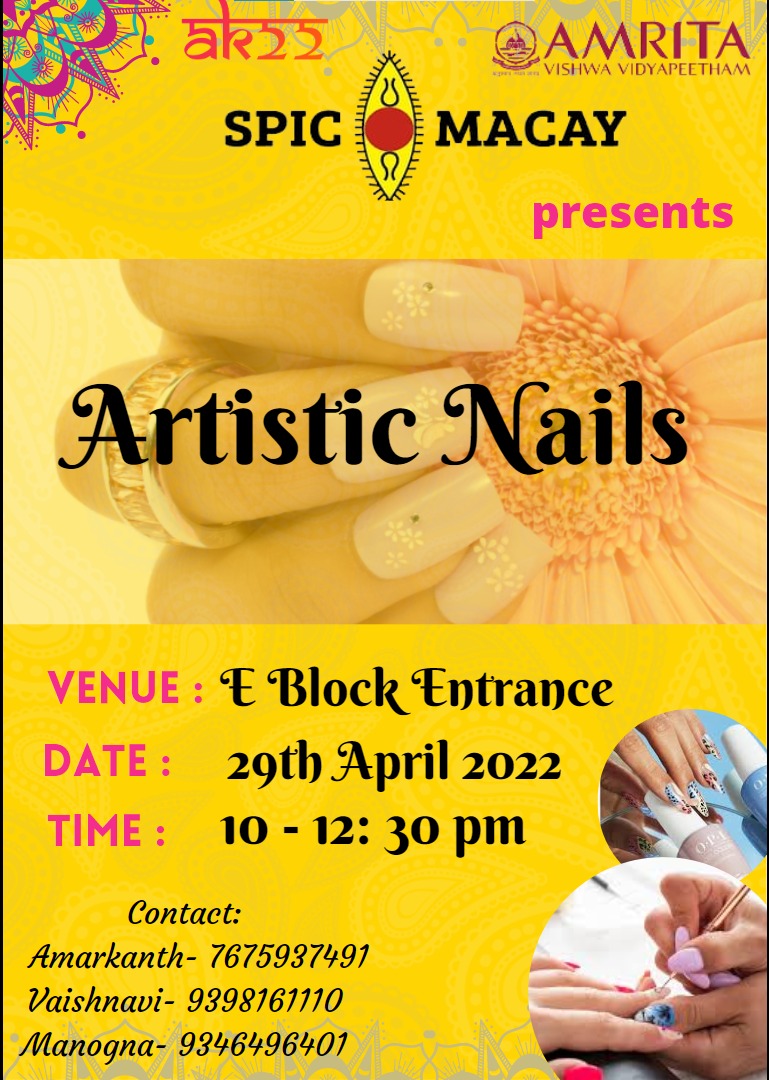 ak22
AMRITA
VISHWA VIDYAPEETHAM
SPIC MACAY
presents
Artistic Nails
VENUE : E Block Entrance
DATE : 29th April 2022
TIME : 10 - 12: 30 pm
O·P·I
Contact:
Amarkanth- 7675937491
Vaishnavi- 9398161110
Manogna- 9346496401